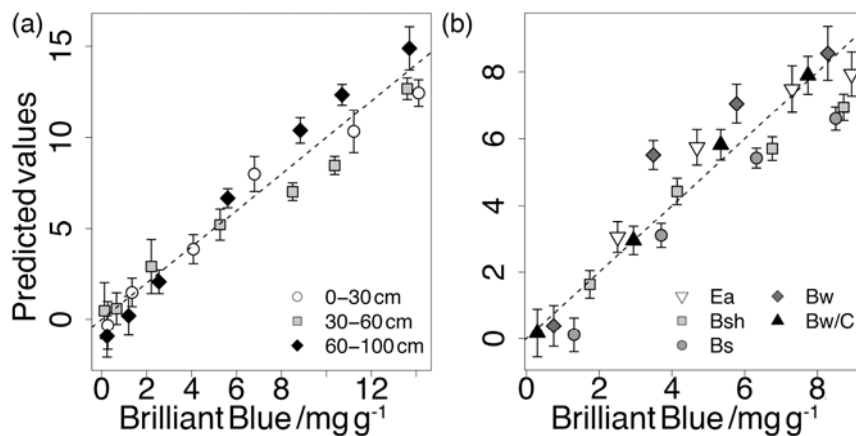 (a)
Predicted values
15
10
5
0
0–30 cm
30–60 cm
60–100 cm
0 2 4 6 8 12
Brilliant Blue /mg g-1
(b)
8
6
4
2
0
Ea
Bsh
Bs
Bw
Bw/C
2 4 6 8
Brilliant Blue /mg g-1